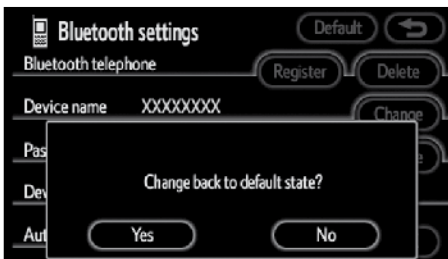 Bluetooth settings Default
Bluetooth telephone Register Delete
Device name XXXXXXXX Change
Change back to default state?
Yes No